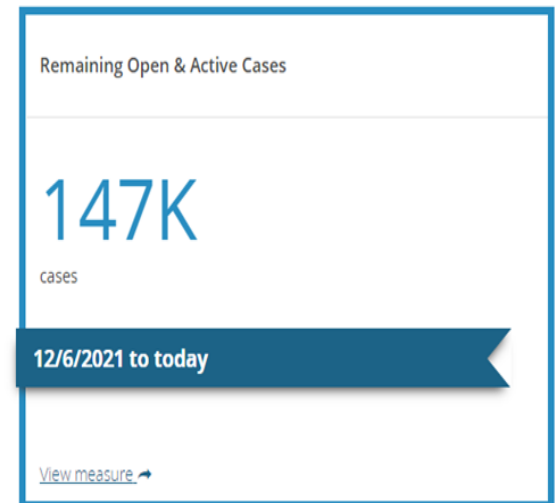 Remaining Open & Active Cases
147K
cases
12/6/2021 to today
View measure